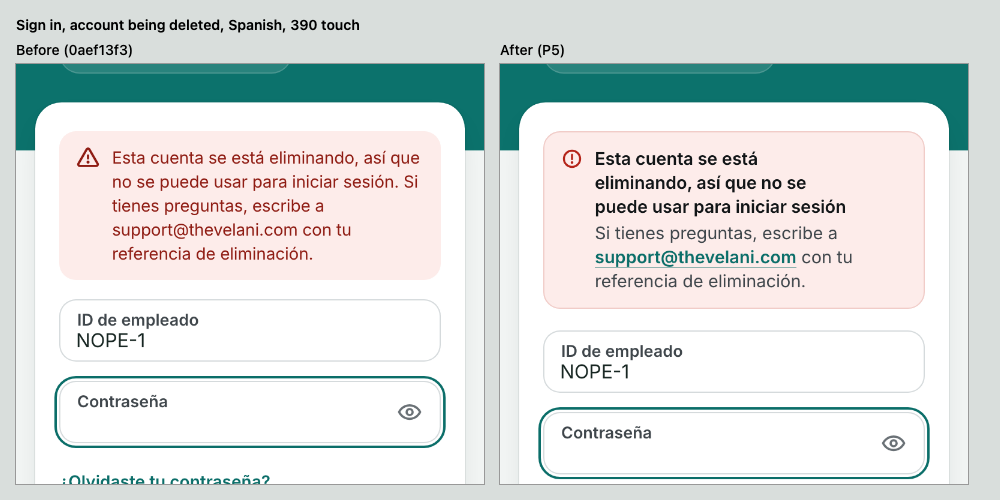 Sign in, account being deleted, Spanish, 390 touch
Before (0aef13f3)
Esta cuenta se está eliminando, así que
no se puede usar para iniciar sesión. Si
tienes preguntas, escribe a
support@thevelani.com con tu
referencia de eliminación.
ID de empleado
NOPE-1
Contraseña
¿Olvidaste tu contraseña?
After (P5)
Esta cuenta se está
eliminando, así que no se
puede usar para iniciar sesión
Si tienes preguntas, escribe a
support@thevelani.com con tu
referencia de eliminación.
ID de empleado
NOPE-1
Contraseña